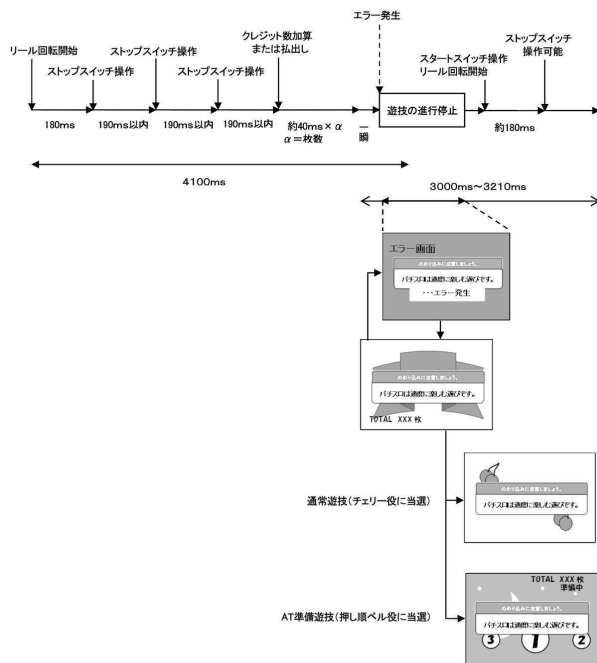 エラー発生
ストップスイッチ
操作可能
クレジット数加算
または払出し
ストップスイッチ操作
スタートスイッチ操作
リール回転開始
リール回転開始
ストップスイッチ操作
ストップスイッチ操作
遊技の進行停止
180ms
190ms以内
190ms以内
190ms以内
約40ms×α
α=枚数
一瞬
約180ms
4100ms
3000ms~3210ms
エラー画面
のめり込みに注意しましょう。
パチスロは適度に楽しむ遊びです。
・・・エラー発生
のめり込みに注意しましょう。
パチスロは適度に楽しむ遊びです。
TOTAL XXX 枚
通常遊技(チェリー役に当選)
のめり込みに注意しましょう。
パチスロは適度に楽しむ遊びです。
TOTAL XXX 枚
準備中
AT準備遊技(押し順ベル役に当選)
のめり込みに注意しましょう。
パチスロは適度に楽しむ遊びです。
3 1 2